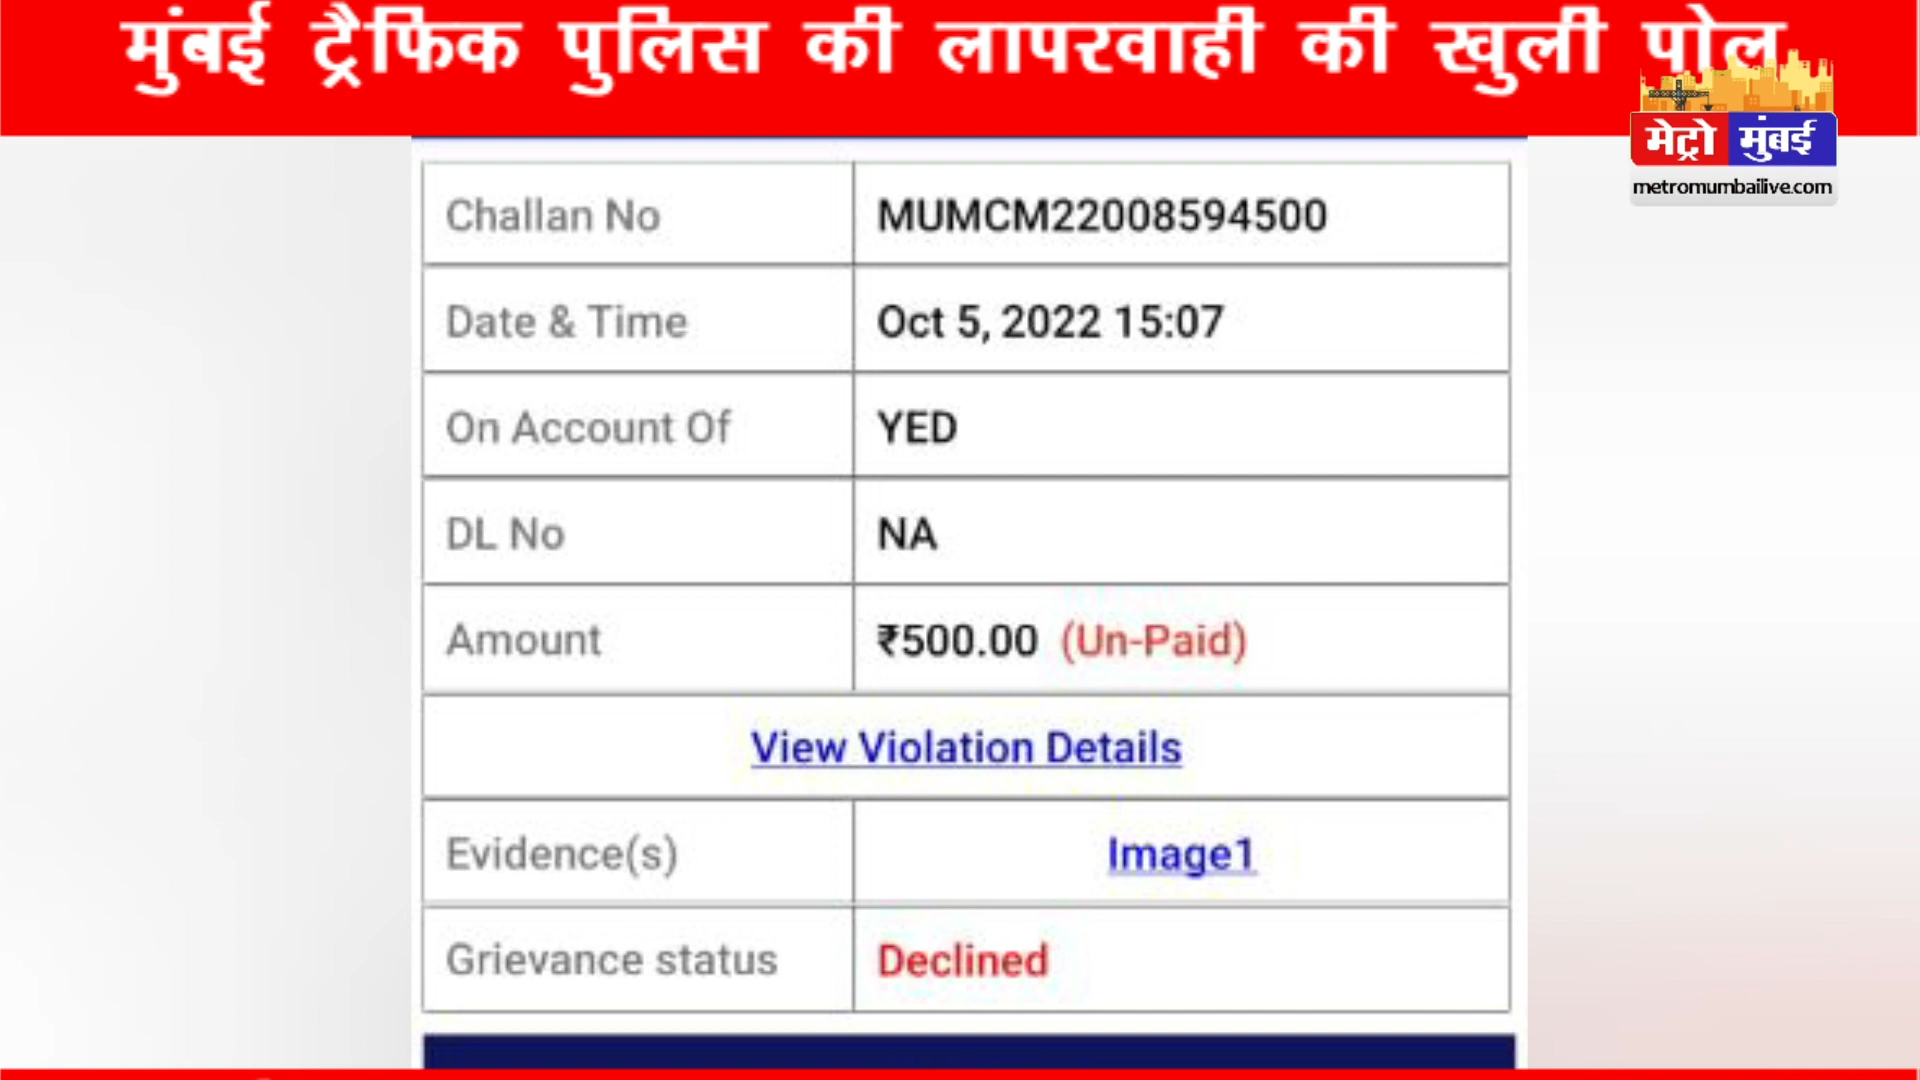 मुंबई ट्रैफिक पुलिस की लापरवाही की खुली पोल
मेट्रो मुंबई
metromumbailive.com
Challan No MUMCM22008594500
Date & Time Oct 5, 2022 15:07
On Account Of YED
DL No NA
Amount ₹500.00 (Un-Paid)
View Violation Details
Evidence(s) Image1
Grievance status Declined